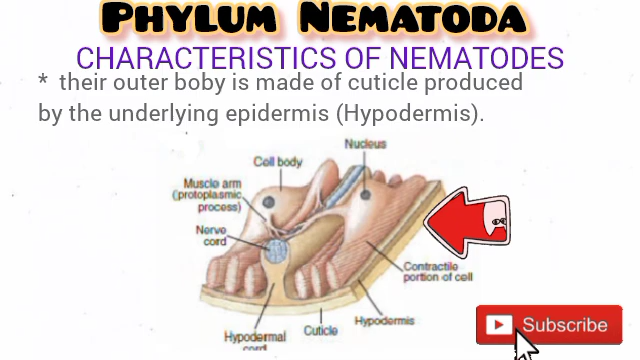 PHYLUM NEMATODA
CHARACTERISTICS OF NEMATODES
* their outer boby is made of cuticle produced
by the underlying epidermis (Hypodermis).
Nucleus
Cell body
Muscle arm
(protoplasmic
process)
Nerve
cord
Contractile
portion of cell
Hypodermis
Cuticle
Hypodermal
cord
Subscribe